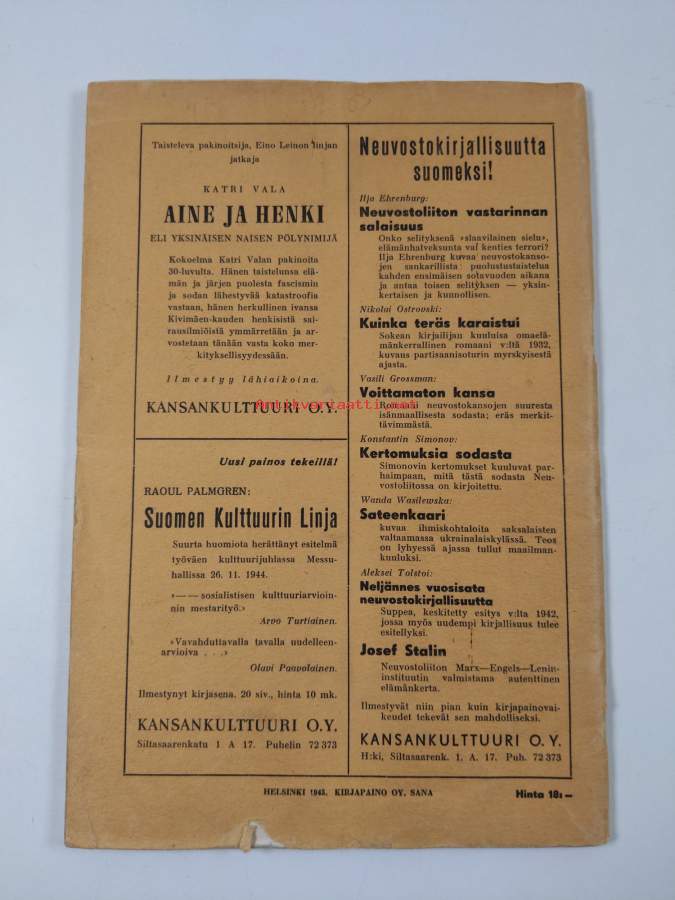 Taisteleva pakinoitsija, Eino Leinon linjan
jatkaja
KATRI VALA
AINE JA HENKI
ELI YKSINÄISEN NAISEN PÖLYNIMIJÄ
Kokoelma Katri Valan pakinoita
30-luvulta. Hänen taistelunsa elä-
män ja järjen puolesta fascismin
ja sodan lähestyvää katastroofia
vastaan, hänen herkullinen ivansa
Kivimäen-kauden henkisistä sai-
rausilmiöistä ymmärretään ja ar-
vostetaan tänään vasta koko mer-
kityksellisyydessään.
Ilmestyy lähiaikoina.
KANSANKULTTUURI O.Y.
Antikvariaatti.net
Uusi painos tekeillä!
RAOUL PALMGREN:
Suomen Kulttuurin Linja
Suurta huomiota herättänyt esitelmä
työväen kulttuurijuhlassa Messu-
hallissa 26. 11. 1944.
»— — sosialistisen kulttuuriarvioin-
nin mestarityö.»
Arvo Turtiainen.
»Vavahduttavalla tavalla uudelleen-
arvioiva . . .»
Olavi Paavolainen.
Ilmestynyt kirjasena. 20 siv., hinta 10 mk.
KANSANKULTTUURI O.Y.
Siltasaarenkatu 1 A 17. Puhelin 72 373
Neuvostokirjallisuutta
suomeksi!
Ilja Ehrenburg:
Neuvostoliiton vastarinnan
salaisuus
Onko selityksenä »slaavilainen sielu»,
elämänhalveksunta vai kenties terrori?
Ilja Ehrenburg kuvaa neuvostokanso-
jen sankarillista puolustustaistelua
kahden ensimäisen sotavuoden aikana
ja antaa toisen selityksen — yksin-
kertaisen ja kunnollisen.
Nikolai Ostrovski:
Kuinka teräs karaistui
Sokean kirjailijan kuuluisa omaelä-
mänkerrallinen romaani v:lta 1932,
kuvaus partisaanisoturin myrskyisestä
ajasta.
Vasili Grossman:
Voittamaton kansa
Romaani neuvostokansojen suuresta
isänmaallisesta sodasta; eräs merkit-
tävimmästä.
Konstantin Simonov:
Kertomuksia sodasta
Simonovin kertomukset kuuluvat par-
haimpaan, mitä tästä sodasta Neu-
vostoliitossa on kirjoitettu.
Wanda Wasilewska:
Sateenkaari
kuvaa ihmiskohtaloita saksalaisten
valtaamassa ukrainalaiskylässä. Teos
on lyhyessä ajassa tullut maailman-
kuuluksi.
Aleksei Tolstoi:
Neljännes vuosisata
neuvostokirjallisuutta
Suppea, keskitetty esitys v:lta 1942,
jossa myös uudempi kirjallisuus tulee
esitellyksi.
Josef Stalin
Neuvostoliiton Marx—Engels—Lenin-
instituutin valmistama autenttinen
elämänkerta.
Ilmestyvät niin pian kuin kirjapainovai-
keudet tekevät sen mahdolliseksi.
KANSANKULTTUURI O.Y.
H:ki, Siltasaarenk. 1. A. 17. Puh. 72 373
HELSINKI 1945. KIRJAPAINO OY. SANA
Hinta 18:—